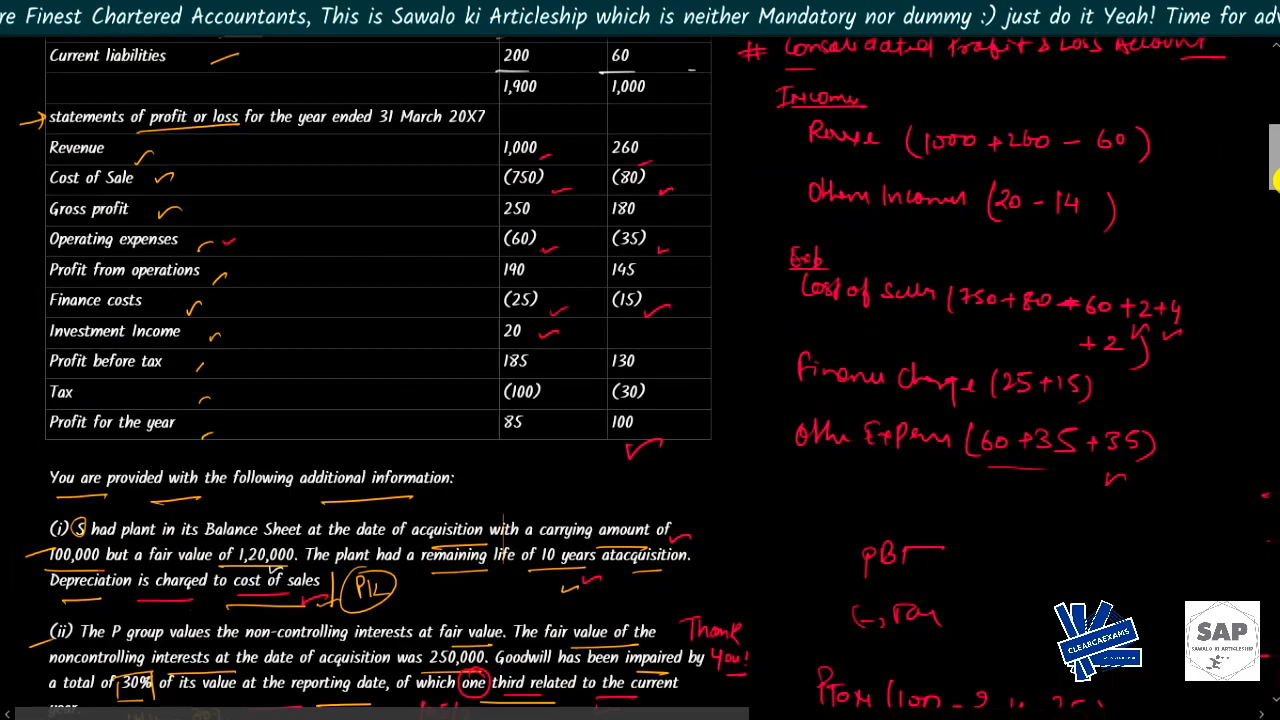 re Finest Chartered Accountants, This is Sawalo ki Articleship which is neither Mandatory nor dummy :) just do it Yeah! Time for adv
Current liabilities 200 60
1,900 1,000
statements of profit or loss for the year ended 31 March 20X7
Revenue 1,000 260
Cost of Sale (750) (80)
Gross profit 250 180
Operating expenses (60) (35)
Profit from operations 190 145
Finance costs (25) (15)
Investment Income 20
Profit before tax 185 130
Tax (100) (30)
Profit for the year 85 100
You are provided with the following additional information:
(i) S had plant in its Balance Sheet at the date of acquisition with a carrying amount of
100,000 but a fair value of 1,20,000. The plant had a remaining life of 10 years atacquisition.
Depreciation is charged to cost of sales
(ii) The P group values the non-controlling interests at fair value. The fair value of the
noncontrolling interests at the date of acquisition was 250,000. Goodwill has been impaired by
a total of 30% of its value at the reporting date, of which one third related to the current
year.
# Consolidated Profit & Loss Account
Income
(1000 + 260 - 60)
Others Incomes (20 - 14)
Exp
Cost of Sales (750 + 80 - 60 + 2 + 4
+ 2)
Finance Charge (25 + 15)
Other Expens (60 + 35 + 35)
PBT
Thank
you!
CLEARCAEXAMS
SAP
SAWALO KI ARTICLESHIP